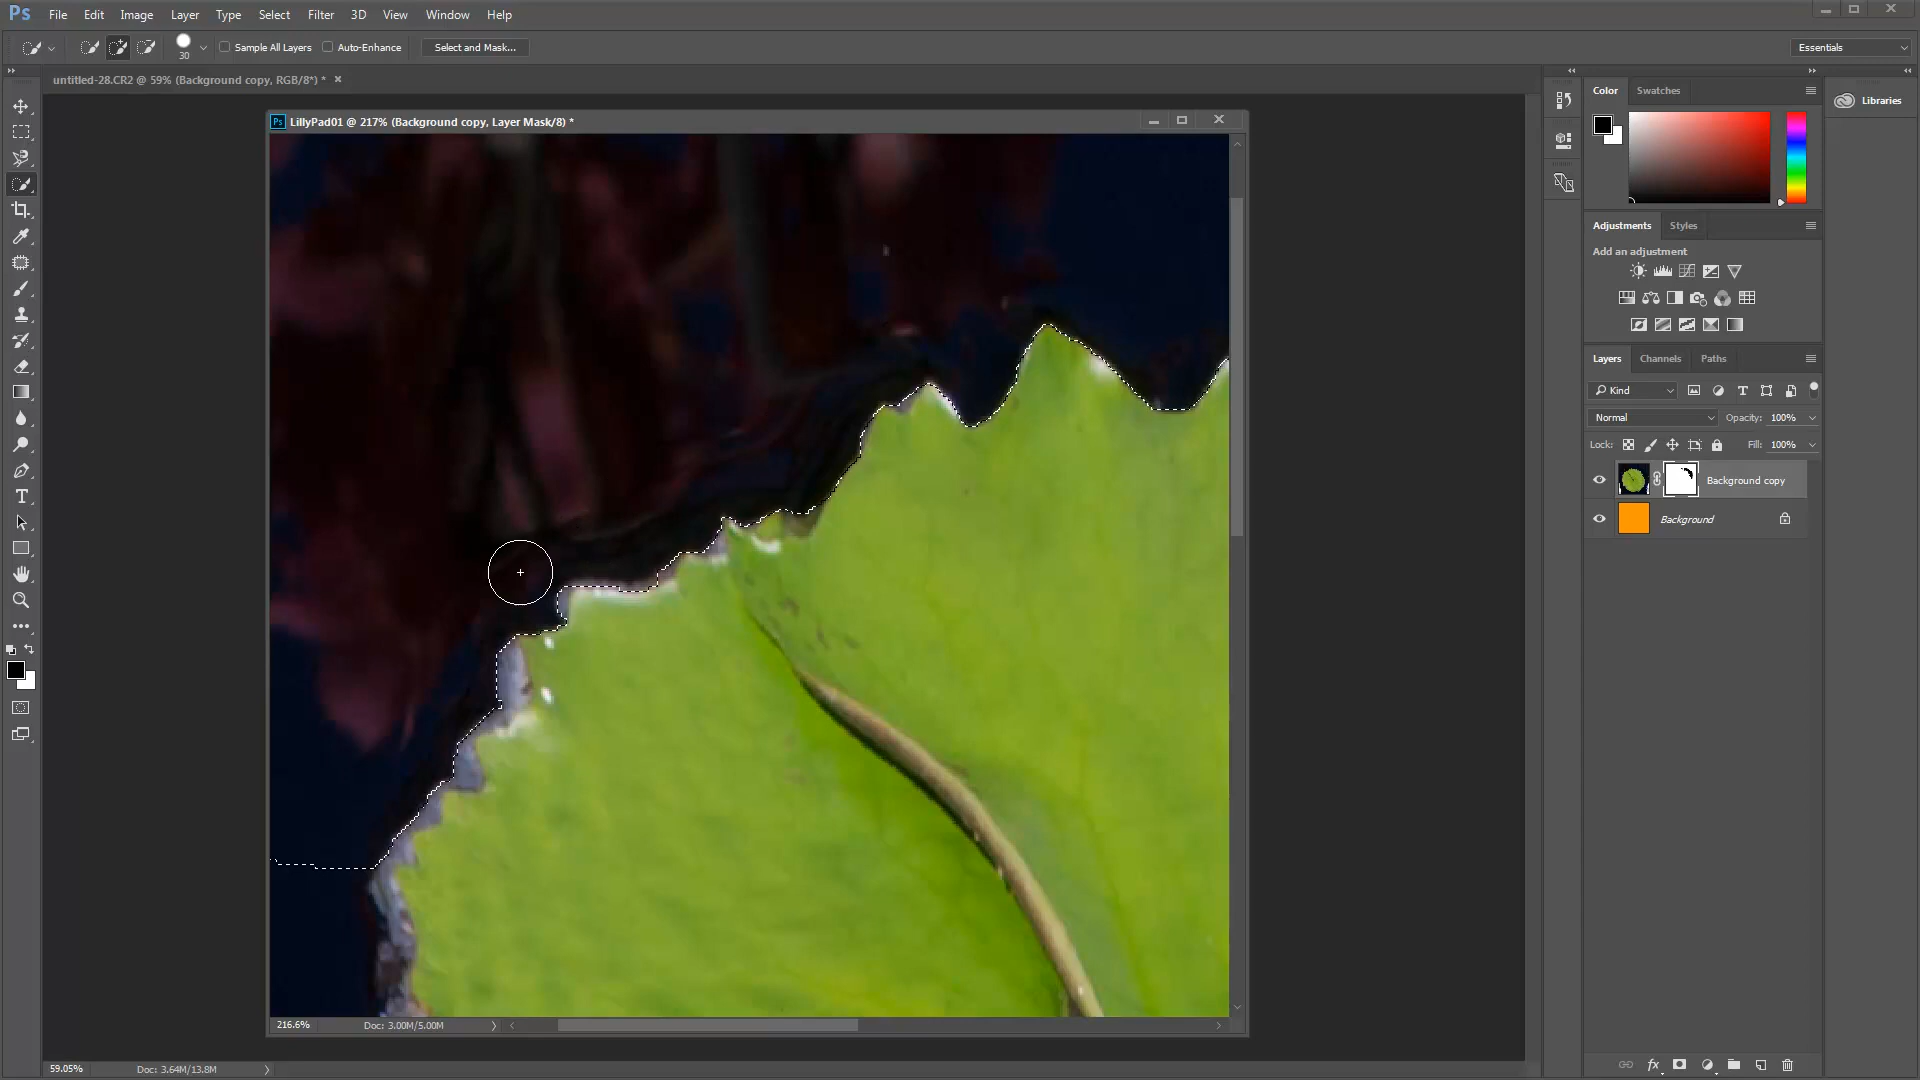 Ps File Edit Image Layer Type Select Filter 3D View Window Help
30 Sample All Layers Auto-Enhance Select and Mask... Essentials
untitled-28.CR2 @ 59% (Background copy, RGB/8*) *
Color Swatches
Libraries
Ps LillyPad01 @ 217% (Background copy, Layer Mask/8) *
Adjustments Styles
Add an adjustment
Layers Channels Paths
Kind
Normal Opacity: 100%
Lock: Fill: 100%
Background copy
Background
216.6% Doc: 3.00M/5.00M
59.05% Doc: 3.64M/13.8M
fx